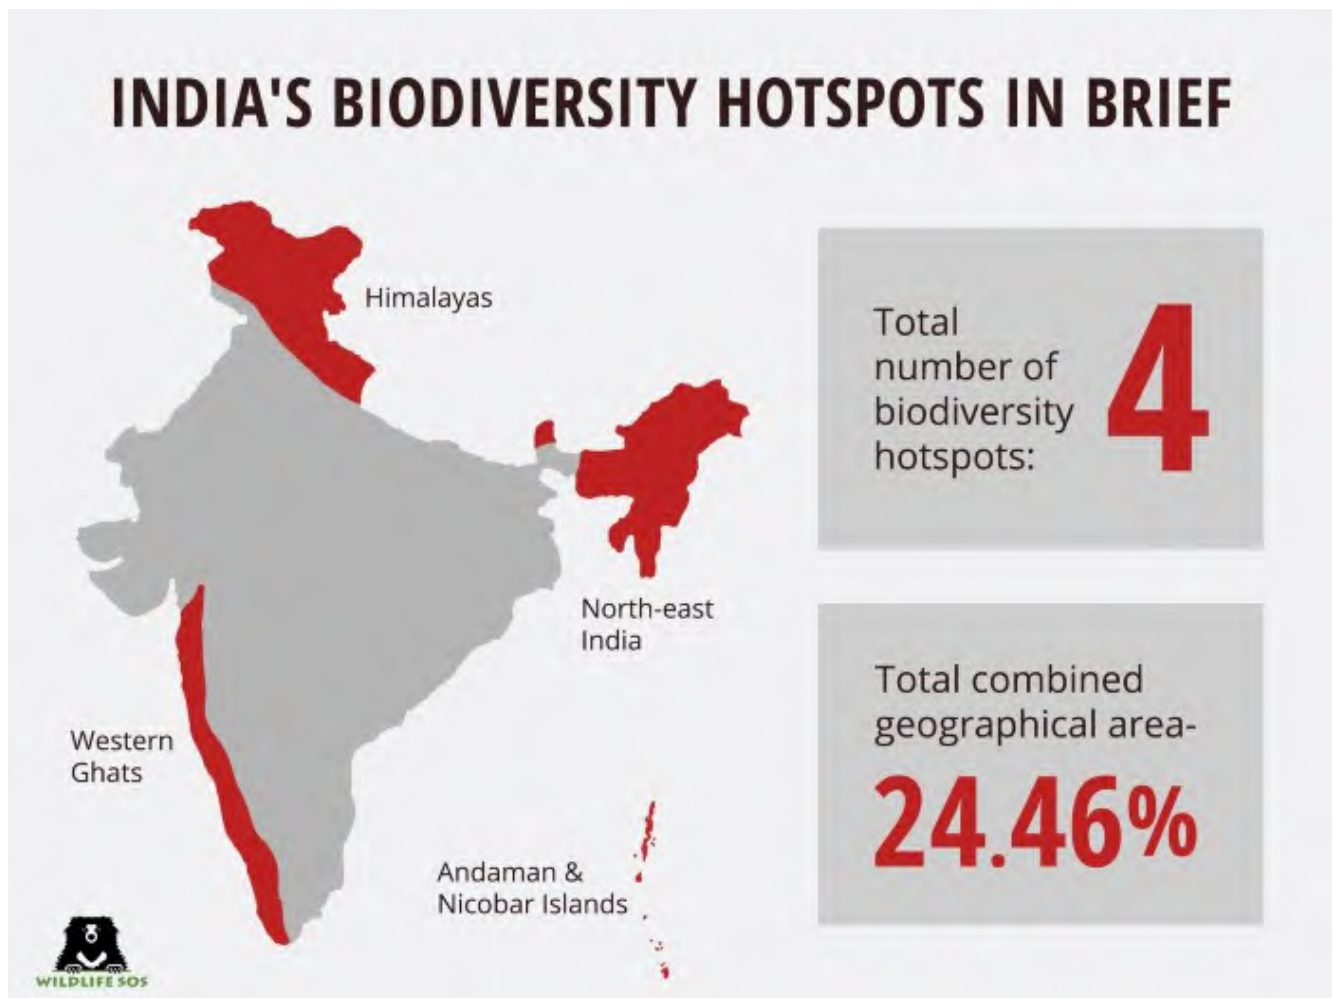 INDIA'S BIODIVERSITY HOTSPOTS IN BRIEF
Himalayas
North-east
India
Western
Ghats
Andaman &
Nicobar Islands
Total
number of
biodiversity
hotspots:
4
Total combined
geographical area-
24.46%
WILDLIFE SOS